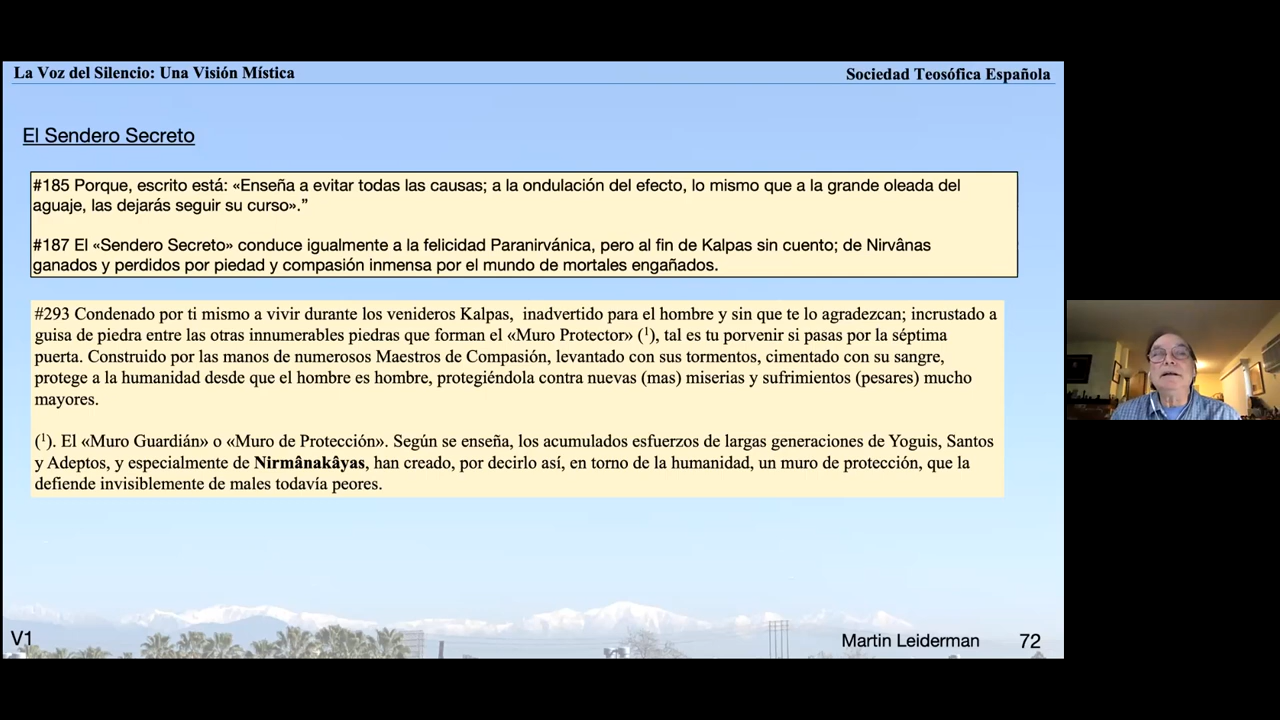 La Voz del Silencio: Una Visión Mística
Sociedad Teosófica Española
El Sendero Secreto
#185 Porque, escrito está: «Enseña a evitar todas las causas; a la ondulación del efecto, lo mismo que a la grande oleada del
aguaje, las dejarás seguir su curso».”
#187 El «Sendero Secreto» conduce igualmente a la felicidad Paranirvánica, pero al fin de Kalpas sin cuento; de Nirvânas
ganados y perdidos por piedad y compasión inmensa por el mundo de mortales engañados.
#293 Condenado por ti mismo a vivir durante los venideros Kalpas, inadvertido para el hombre y sin que te lo agradezcan; incrustado a
guisa de piedra entre las otras innumerables piedras que forman el «Muro Protector» (¹), tal es tu porvenir si pasas por la séptima
puerta. Construido por las manos de numerosos Maestros de Compasión, levantado con sus tormentos, cimentado con su sangre,
protege a la humanidad desde que el hombre es hombre, protegiéndola contra nuevas (mas) miserias y sufrimientos (pesares) mucho
mayores.
(¹). El «Muro Guardián» o «Muro de Protección». Según se enseña, los acumulados esfuerzos de largas generaciones de Yoguis, Santos
y Adeptos, y especialmente de Nirmânakâyas, han creado, por decirlo así, en torno de la humanidad, un muro de protección, que la
defiende invisiblemente de males todavía peores.
V1
Martin Leiderman
72